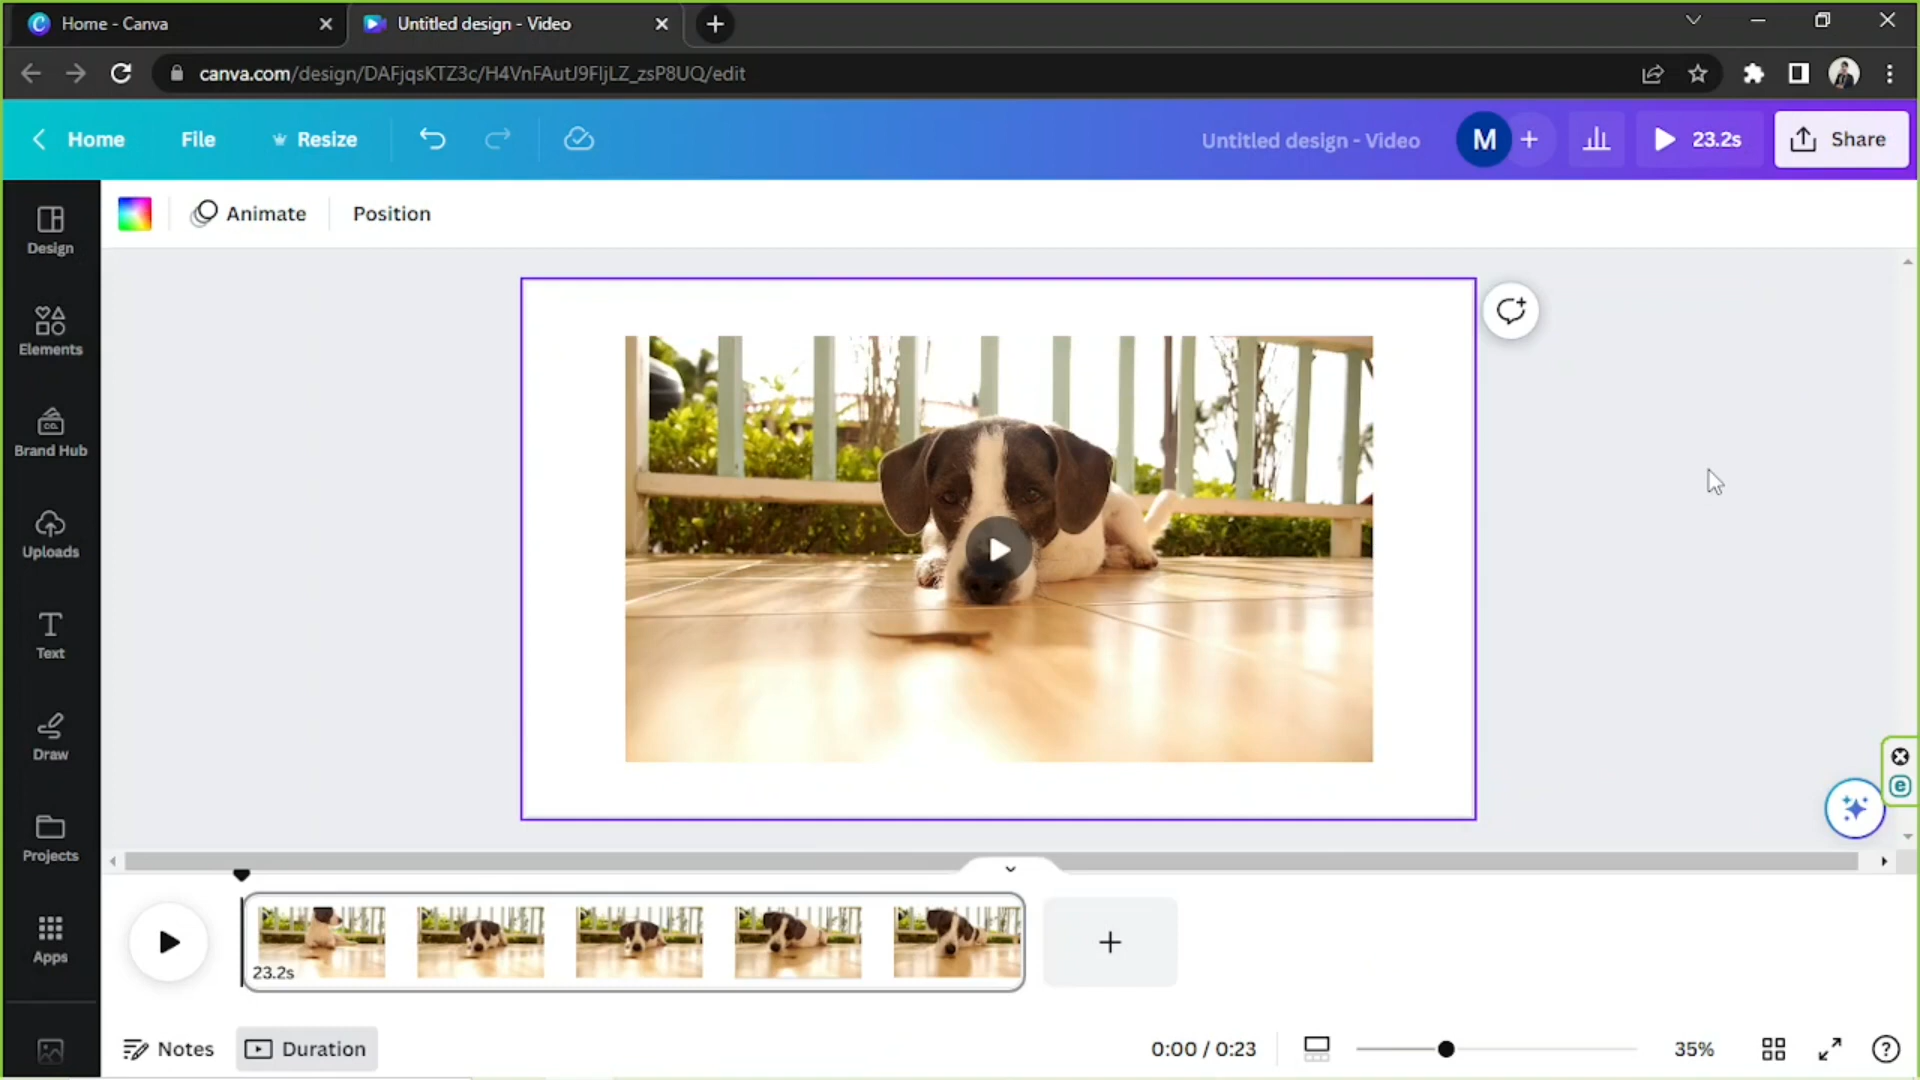 Home - Canva
Untitled design - Video
canva.com/design/DAFjqsKTZ3c/H4VnFAutJ9FIjLZ_zsP8UQ/edit
Home
File
Resize
Untitled design - Video
M
23.2s
Share
Animate
Position
Design
Elements
CO.
Brand Hub
Uploads
Text
Draw
Projects
Apps
23.2s
Notes
Duration
0:00 / 0:23
35%